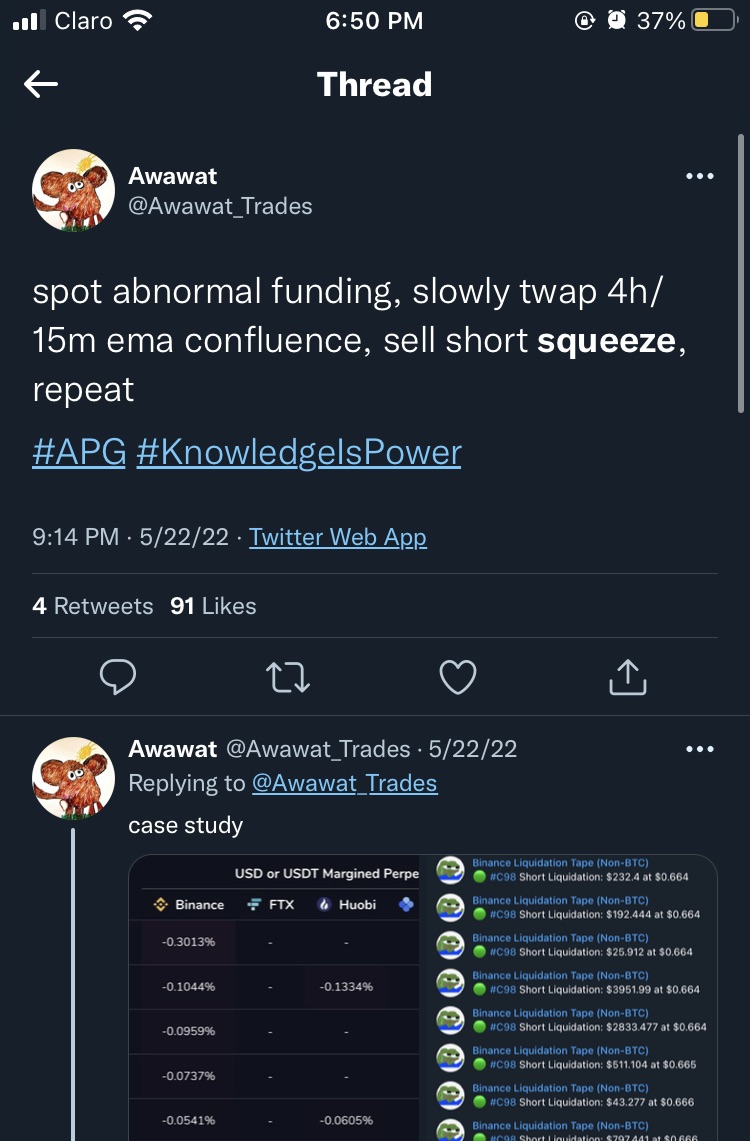 Claro 6:50 PM 37%
Thread
Awawat
@Awawat_Trades
spot abnormal funding, slowly twap 4h/
15m ema confluence, sell short squeeze,
repeat
#APG #KnowledgeIsPower
9:14 PM · 5/22/22 · Twitter Web App
4 Retweets 91 Likes
Awawat @Awawat_Trades · 5/22/22
Replying to @Awawat_Trades
case study
USD or USDT Margined Perpe
Binance FTX Huobi
-0.3013% - -
-0.1044% - -0.1334%
-0.0959% - -
-0.0737% - -
-0.0541% - -0.0605%
Binance Liquidation Tape (Non-BTC)
#C98 Short Liquidation: $232.4 at $0.664
Binance Liquidation Tape (Non-BTC)
#C98 Short Liquidation: $192.444 at $0.664
Binance Liquidation Tape (Non-BTC)
#C98 Short Liquidation: $25.912 at $0.664
Binance Liquidation Tape (Non-BTC)
#C98 Short Liquidation: $3951.99 at $0.664
Binance Liquidation Tape (Non-BTC)
#C98 Short Liquidation: $2833.477 at $0.664
Binance Liquidation Tape (Non-BTC)
#C98 Short Liquidation: $511.104 at $0.665
Binance Liquidation Tape (Non-BTC)
#C98 Short Liquidation: $43.277 at $0.666
Binance Liquidation Tape (Non-BTC)
#C98 Short Liquidation: $797.441 at $0.666